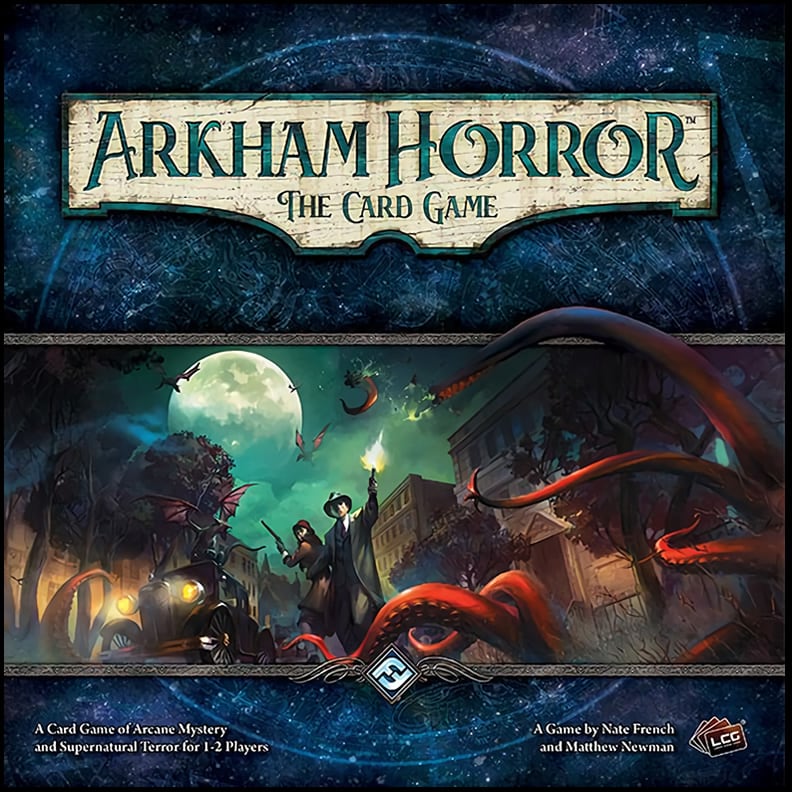 ARKHAM HORROR™
THE CARD GAME
A Card Game of Arcane Mystery
and Supernatural Terror for 1-2 Players
A Game by Nate French
and Matthew Newman
LCG